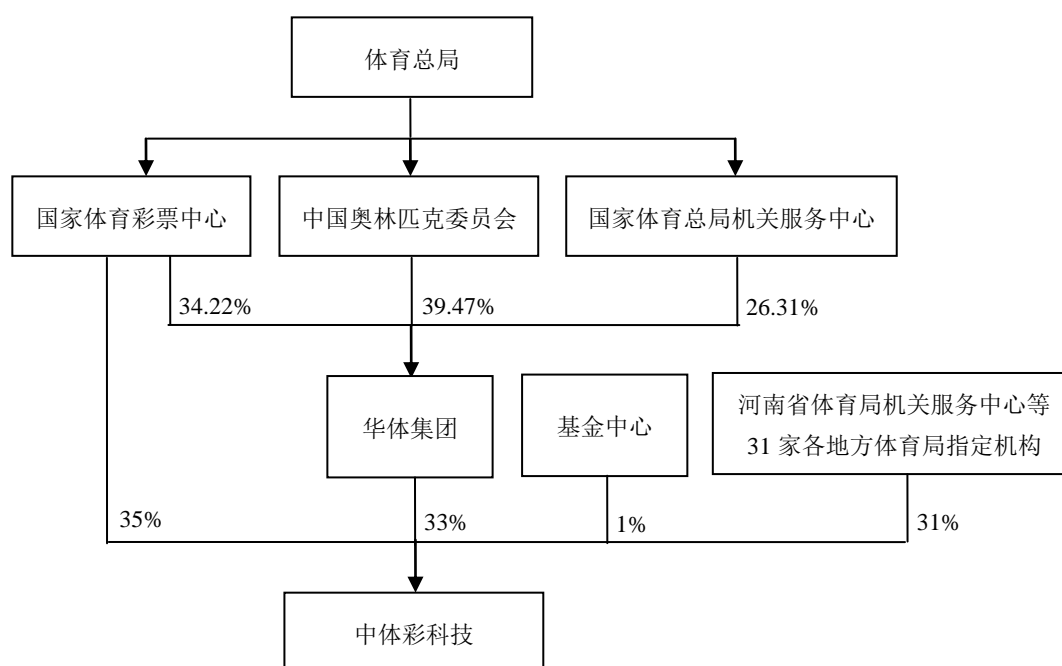 体育总局
国家体育彩票中心
中国奥林匹克委员会
国家体育总局机关服务中心
34.22%
39.47%
26.31%
华体集团
基金中心
河南省体育局机关服务中心等
31 家各地方体育局指定机构
35%
33%
1%
31%
中体彩科技